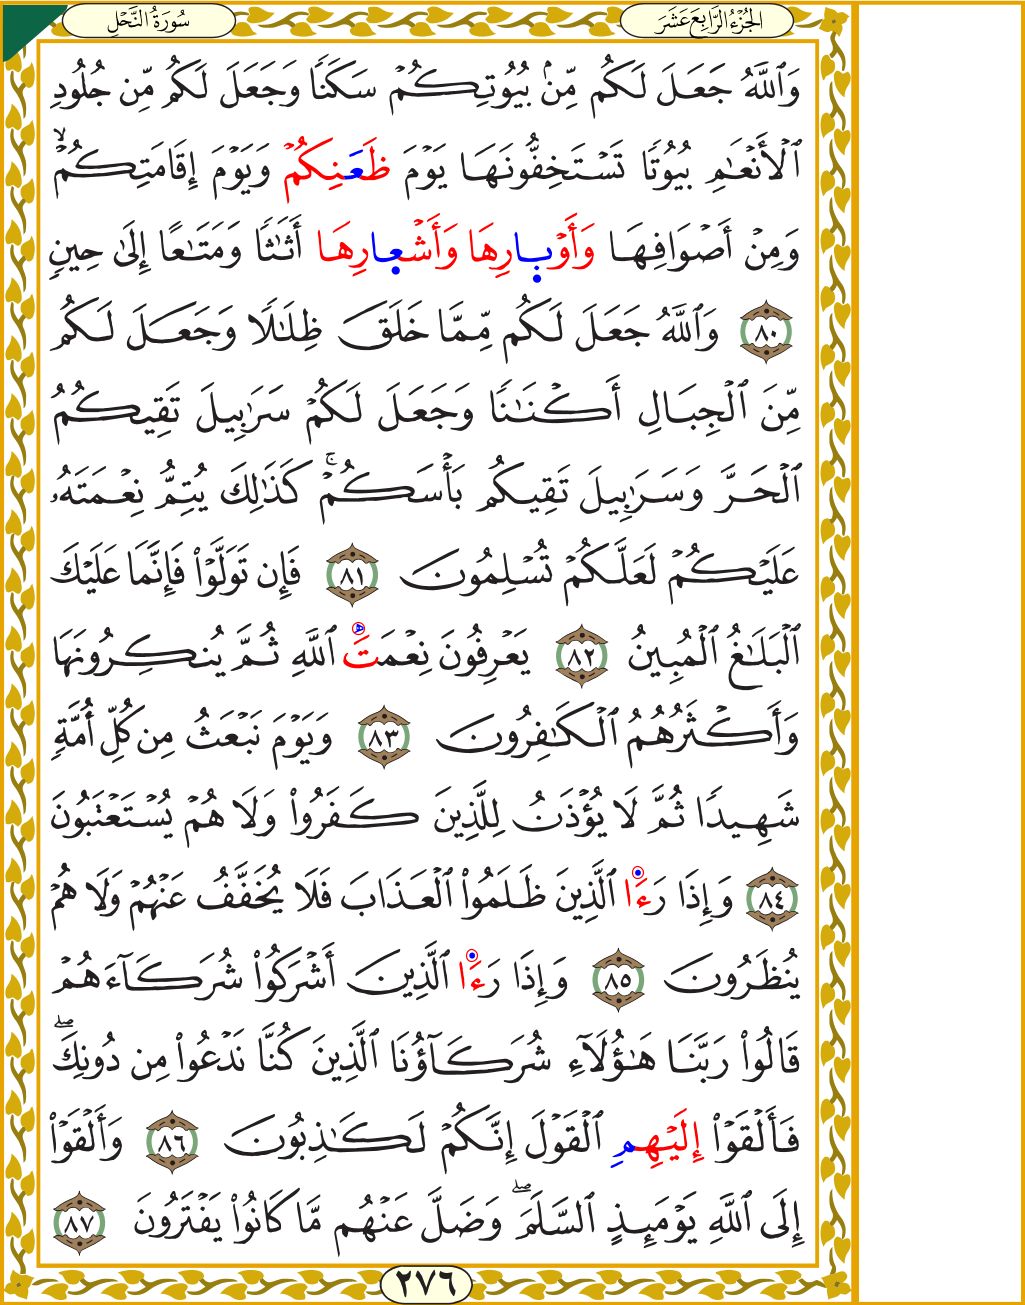 سُورَةُ النَّحْلِ
الجُزْءُ الرَّابِعَ عَشَرَ
وَٱللَّهُ جَعَلَ لَكُم مِّنۢ بُيُوتِكُمْ سَكَنًا وَجَعَلَ لَكُم مِّن جُلُودِ
ٱلْأَنْعَـٰمِ بُيُوتًا تَسْتَخِفُّونَهَا يَوْمَ ظَعَنِكُمْ وَيَوْمَ إِقَامَتِكُمْ ۙ
وَمِنْ أَصْوَافِهَا وَأَوْبِارِهَا وَأَشْعِارِهَا أَثَـٰثًا وَمَتَـٰعًا إِلَىٰ حِينٍ
٨٠ وَٱللَّهُ جَعَلَ لَكُم مِّمَّا خَلَقَ ظِلَـٰلًا وَجَعَلَ لَكُم
مِّنَ ٱلْجِبَالِ أَكْنَـٰنًا وَجَعَلَ لَكُمْ سَرَٰبِيلَ تَقِيكُمُ
ٱلْحَرَّ وَسَرَٰبِيلَ تَقِيكُم بَأْسَكُمْ ۚ كَذَٰلِكَ يُتِمُّ نِعْمَتَهُۥ
عَلَيْكُمْ لَعَلَّكُمْ تُسْلِمُونَ ٨١ فَإِن تَوَلَّوْا۟ فَإِنَّمَا عَلَيْكَ
ٱلْبَلَـٰغُ ٱلْمُبِينُ ٨٢ يَعْرِفُونَ نِعْمَتَ ٱللَّهِ ثُمَّ يُنكِرُونَهَا
وَأَكْثَرُهُمُ ٱلْكَـٰفِرُونَ ٨٣ وَيَوْمَ نَبْعَثُ مِن كُلِّ أُمَّةٍ
شَهِيدًا ثُمَّ لَا يُؤْذَنُ لِلَّذِينَ كَفَرُوا۟ وَلَا هُمْ يُسْتَعْتَبُونَ
٨٤ وَإِذَا رَءَا ٱلَّذِينَ ظَلَمُوا۟ ٱلْعَذَابَ فَلَا يُخَفَّفُ عَنْهُمْ وَلَا هُمْ
يُنظَرُونَ ٨٥ وَإِذَا رَءَا ٱلَّذِينَ أَشْرَكُوا۟ شُرَكَآءَهُمْ
قَالُوا۟ رَبَّنَا هَـٰٓؤُلَآءِ شُرَكَآؤُنَا ٱلَّذِينَ كُنَّا نَدْعُوا۟ مِن دُونِكَ ۖ
فَأَلْقَوْا۟ إِلَيْهِمِ ٱلْقَوْلَ إِنَّكُمْ لَكَـٰذِبُونَ ٨٦ وَأَلْقَوْا۟
إِلَى ٱللَّهِ يَوْمَئِذٍ ٱلسَّلَمَ ۖ وَضَلَّ عَنْهُم مَّا كَانُوا۟ يَفْتَرُونَ ٨٧
٢٧٦